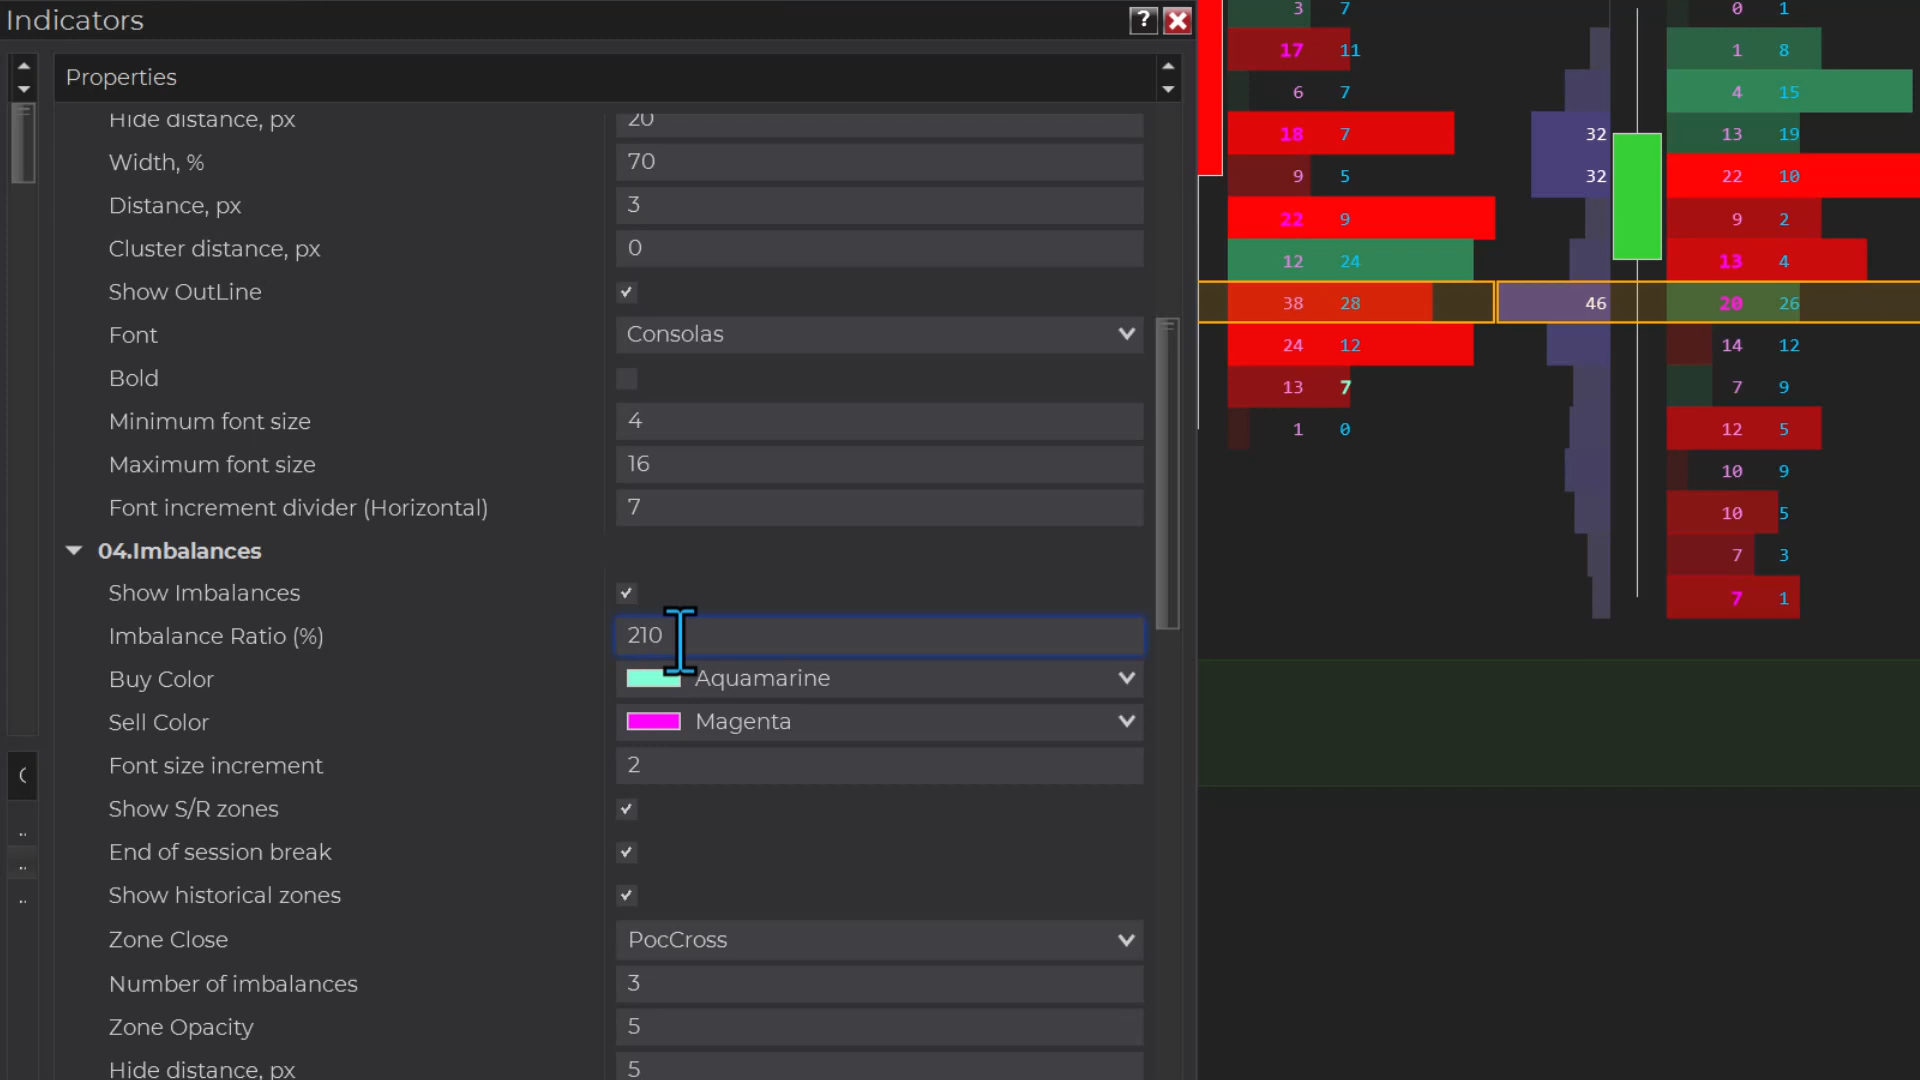 Indicators
?
Properties
Hide distance, px 20
Width, % 70
Distance, px 3
Cluster distance, px 0
Show OutLine
Font Consolas
Bold
Minimum font size 4
Maximum font size 16
Font increment divider (Horizontal) 7
04.Imbalances
Show Imbalances
Imbalance Ratio (%) 210
Buy Color Aquamarine
Sell Color Magenta
Font size increment 2
Show S/R zones
End of session break
Show historical zones
Zone Close PocCross
Number of imbalances 3
Zone Opacity 5
Hide distance, px 5
..
..
..
3 7
17 11
6 7
18 7
9 5
22 9
12 24
38 28
24 12
13 7
1 0
32
32
46
0 1
1 8
4 15
13 19
22 10
9 2
13 4
20 26
14 12
7 9
12 5
10 9
10 5
7 3
7 1